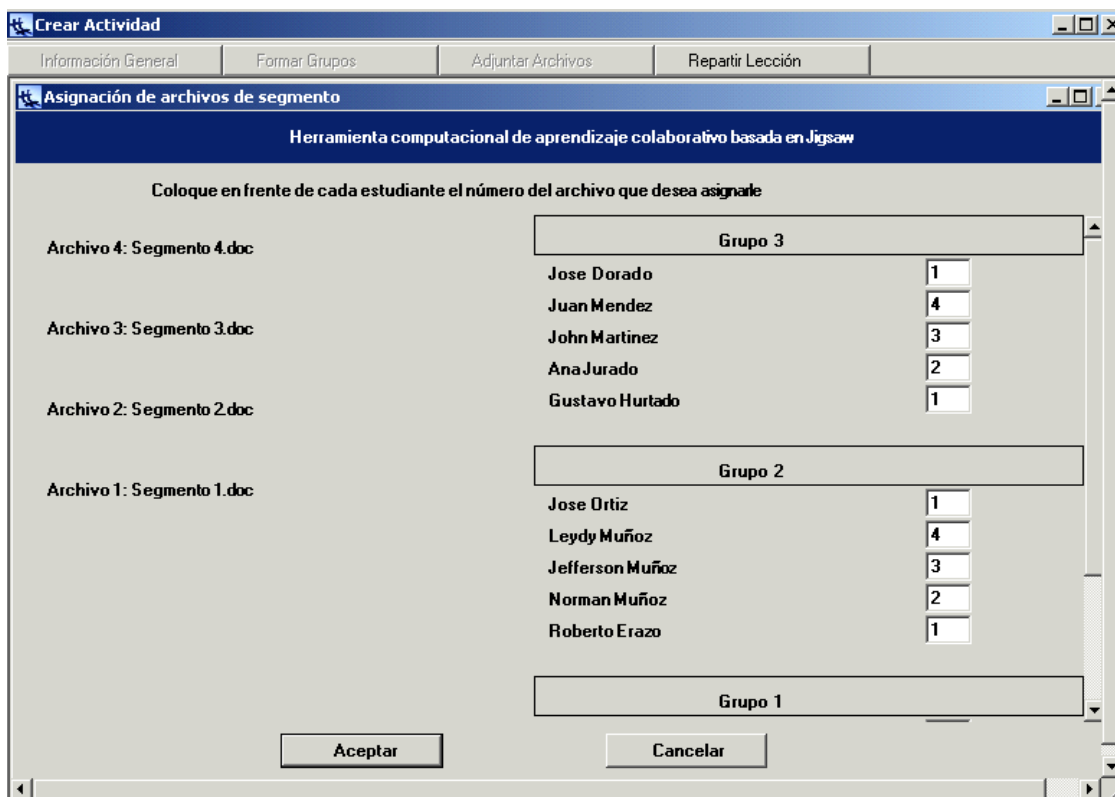 Crear Actividad
Información General
Formar Grupos
Adjuntar Archivos
Repartir Lección
Asignación de archivos de segmento
Herramienta computacional de aprendizaje colaborativo basada en Jigsaw
Coloque en frente de cada estudiante el número del archivo que desea asignarle
Archivo 4: Segmento 4.doc
Archivo 3: Segmento 3.doc
Archivo 2: Segmento 2.doc
Archivo 1: Segmento 1.doc
Grupo 3
Jose Dorado 1
Juan Mendez 4
John Martinez 3
Ana Jurado 2
Gustavo Hurtado 1
Grupo 2
Jose Ortiz 1
Leydy Muñoz 4
Jefferson Muñoz 3
Norman Muñoz 2
Roberto Erazo 1
Grupo 1
Aceptar
Cancelar